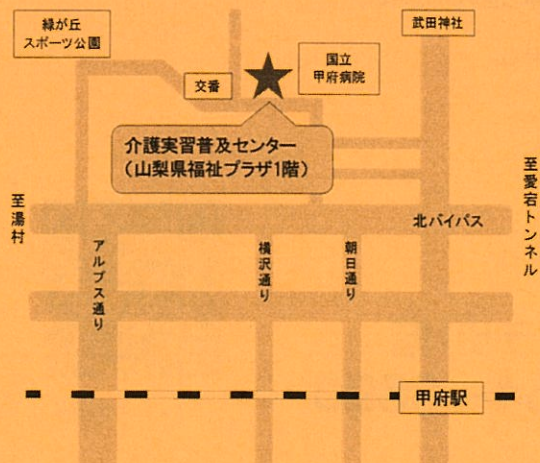 緑が丘
スポーツ公園
武田神社
国立
甲府病院
交番
介護実習普及センター
(山梨県福祉プラザ1階)
至湯村
至愛宕トンネル
北バイパス
アルプス通り
横沢通り
朝日通り
甲府駅